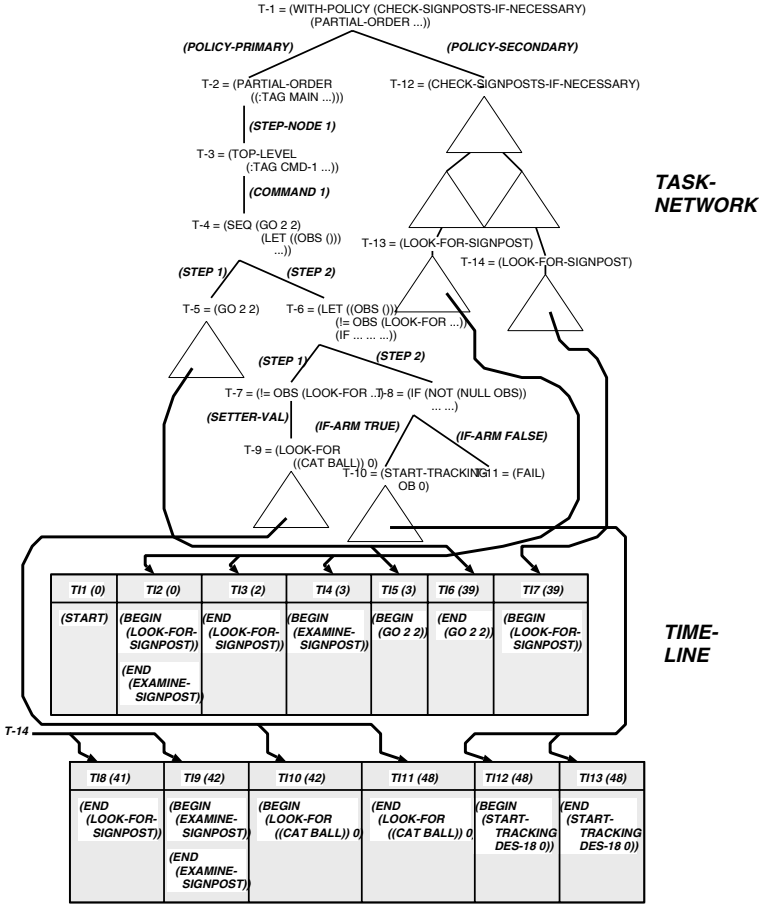 T-1 = (WITH-POLICY (CHECK-SIGNPOSTS-IF-NECESSARY)
(PARTIAL-ORDER ...))
(POLICY-PRIMARY)
(POLICY-SECONDARY)
T-2 = (PARTIAL-ORDER
((:TAG MAIN ...)))
T-12 = (CHECK-SIGNPOSTS-IF-NECESSARY)
(STEP-NODE 1)
T-3 = (TOP-LEVEL
(:TAG CMD-1 ...))
(COMMAND 1)
TASK-
NETWORK
T-4 = (SEQ (GO 2 2)
(LET ((OBS ()))
...))
T-13 = (LOOK-FOR-SIGNPOST)
T-14 = (LOOK-FOR-SIGNPOST)
(STEP 1)
(STEP 2)
T-5 = (GO 2 2)
T-6 = (LET ((OBS ()))
(!= OBS (LOOK-FOR ...))
(IF ... ... ...))
(STEP 1)
(STEP 2)
T-7 = (!= OBS (LOOK-FOR ...))
T-8 = (IF (NOT (NULL OBS))
... ...)
(SETTER-VAL)
(IF-ARM TRUE)
(IF-ARM FALSE)
T-9 = (LOOK-FOR
((CAT BALL)) 0)
T-10 = (START-TRACKING
OB 0)
T-11 = (FAIL)
TI1 (0)
TI2 (0)
TI3 (2)
TI4 (3)
TI5 (3)
TI6 (39)
TI7 (39)
(START)
(BEGIN
(LOOK-FOR-
SIGNPOST))
(END
(EXAMINE-
SIGNPOST))
(END
(LOOK-FOR-
SIGNPOST))
(BEGIN
(EXAMINE-
SIGNPOST))
(BEGIN
(GO 2 2))
(END
(GO 2 2))
(BEGIN
(LOOK-FOR-
SIGNPOST))
TIME-
LINE
T-14
TI8 (41)
TI9 (42)
TI10 (42)
TI11 (48)
TI12 (48)
TI13 (48)
(END
(LOOK-FOR-
SIGNPOST))
(BEGIN
(EXAMINE-
SIGNPOST))
(END
(EXAMINE-
SIGNPOST))
(BEGIN
(LOOK-FOR
((CAT BALL)) 0)
(END
(LOOK-FOR
((CAT BALL)) 0)
(BEGIN
(START-
TRACKING
DES-18 0))
(END
(START-
TRACKING
DES-18 0))